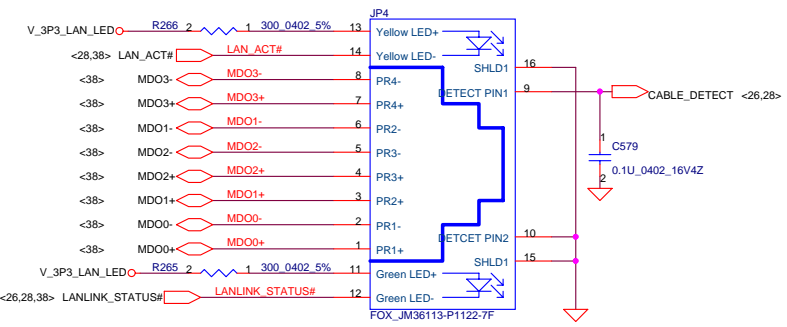 JP4
V_3P3_LAN_LED R266 2 1 300_0402_5% 13 Yellow LED+
<28,38> LAN_ACT# LAN_ACT# 14 Yellow LED-
SHLD1 16
<38> MDO3- MDO3- 8 PR4-
DETECT PIN1 9 CABLE_DETECT <26,28>
<38> MDO3+ MDO3+ 7 PR4+
<38> MDO1- MDO1- 6 PR2-
1 C579
<38> MDO2- MDO2- 5 PR3-
0.1U_0402_16V4Z
<38> MDO2+ MDO2+ 4 PR3+
2
<38> MDO1+ MDO1+ 3 PR2+
<38> MDO0- MDO0- 2 PR1-
DETCET PIN2 10
<38> MDO0+ MDO0+ 1 PR1+
SHLD1 15
V_3P3_LAN_LED R265 2 1 300_0402_5% 11 Green LED+
<26,28,38> LANLINK_STATUS# LANLINK_STATUS# 12 Green LED-
FOX_JM36113-P1122-7F